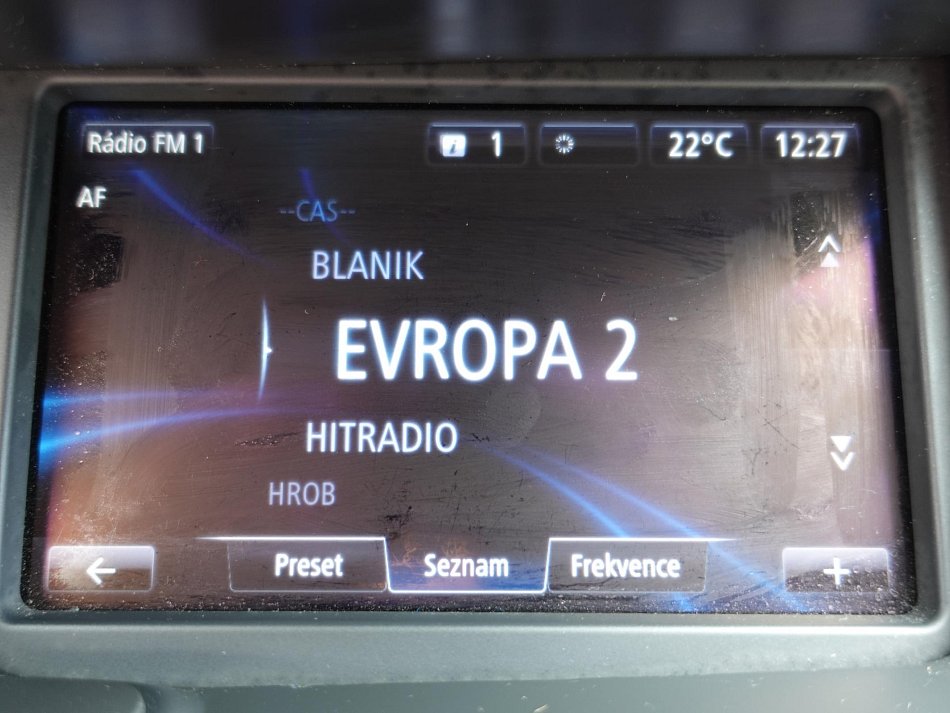 Rádio FM 1
i 1
22°C
12:27
AF
--CAS--
BLANIK
EVROPA 2
HITRADIO
HROB
Preset
Seznam
Frekvence
+